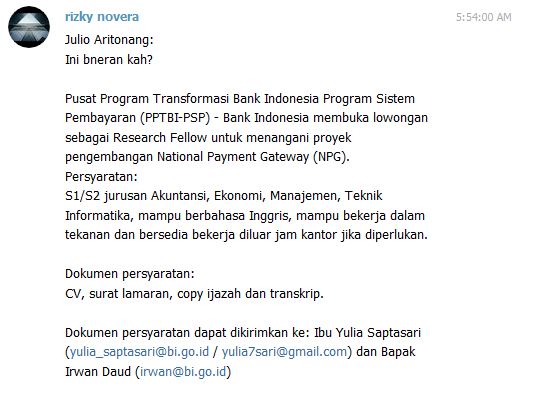 rizky novera 5:54:00 AM
Julio Aritonang:
Ini bneran kah?
Pusat Program Transformasi Bank Indonesia Program Sistem
Pembayaran (PPTBI-PSP) - Bank Indonesia membuka lowongan
sebagai Research Fellow untuk menangani proyek
pengembangan National Payment Gateway (NPG).
Persyaratan:
S1/S2 jurusan Akuntansi, Ekonomi, Manajemen, Teknik
Informatika, mampu berbahasa Inggris, mampu bekerja dalam
tekanan dan bersedia bekerja diluar jam kantor jika diperlukan.
Dokumen persyaratan:
CV, surat lamaran, copy ijazah dan transkrip.
Dokumen persyaratan dapat dikirimkan ke: Ibu Yulia Saptasari
(yulia_saptasari@bi.go.id / yulia7sari@gmail.com) dan Bapak
Irwan Daud (irwan@bi.go.id)